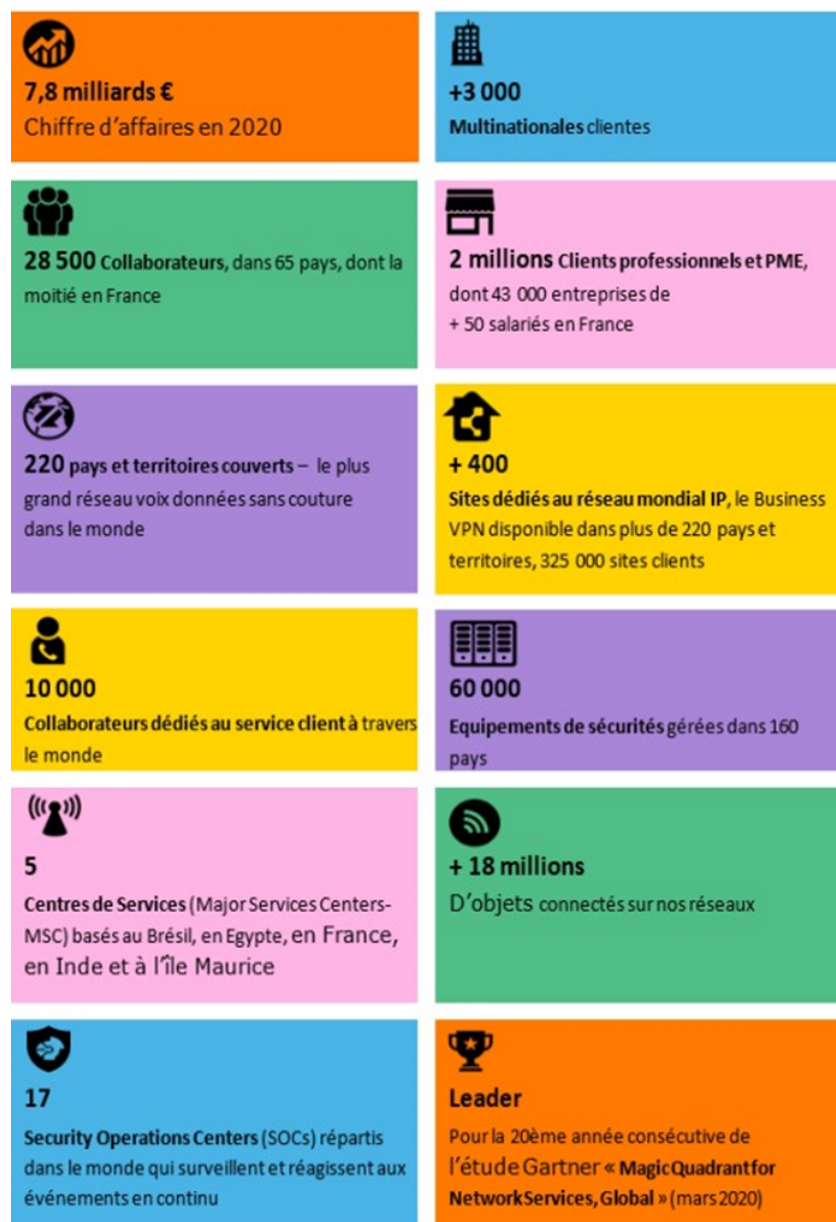 7,8 milliards €
Chiffre d'affaires en 2020
+3 000
Multinationales clientes
28 500 Collaborateurs, dans 65 pays, dont la
moitié en France
2 millions Clients professionnels et PME,
dont 43 000 entreprises de
+ 50 salariés en France
220 pays et territoires couverts – le plus
grand réseau voix données sans couture
dans le monde
+ 400
Sites dédiés au réseau mondial IP, le Business
VPN disponible dans plus de 220 pays et
territoires, 325 000 sites clients
10 000
Collaborateurs dédiés au service client à travers
le monde
60 000
Equipements de sécurités gérées dans 160
pays
5
Centres de Services (Major Services Centers-
MSC) basés au Brésil, en Egypte, en France,
en Inde et à l'île Maurice
+ 18 millions
D'objets connectés sur nos réseaux
17
Security Operations Centers (SOCs) répartis
dans le monde qui surveillent et réagissent aux
événements en continu
Leader
Pour la 20ème année consécutive de
l'étude Gartner « Magic Quadrant for
Network Services, Global » (mars 2020)